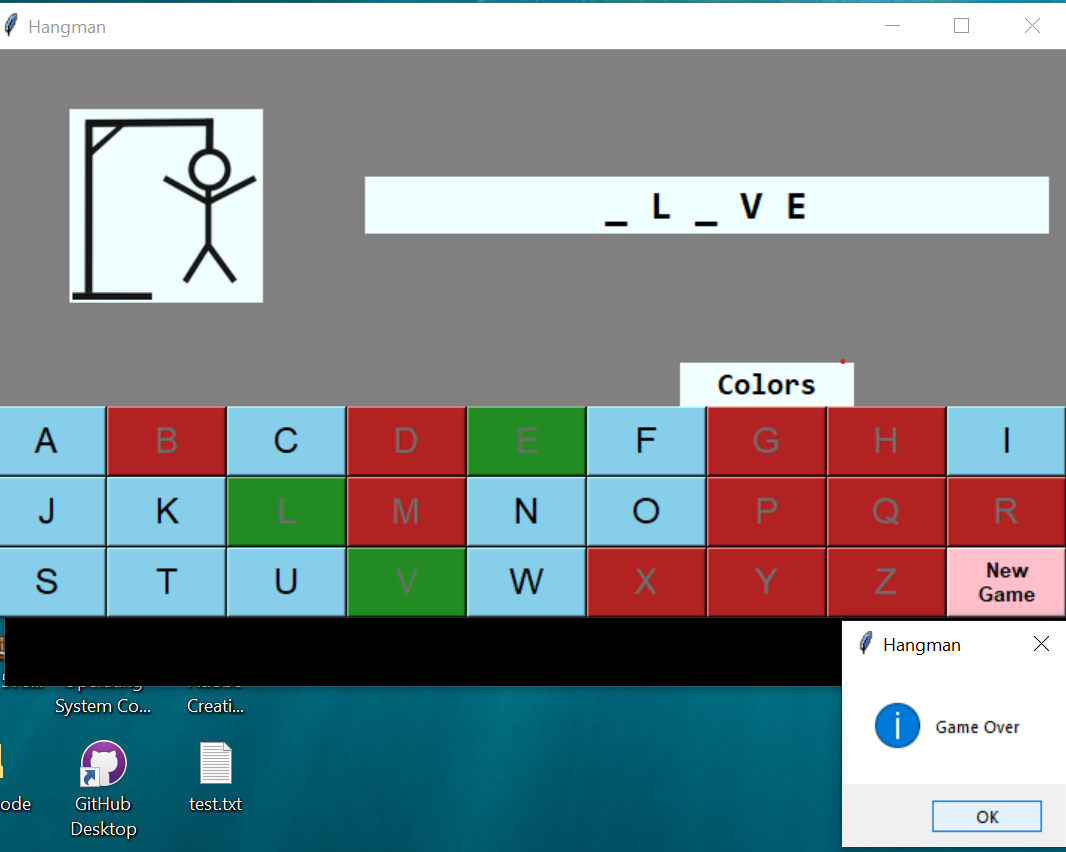 Hangman
_ L _ V E
Colors
A B C D E F G H I
J K L M N O P Q R
S T U V W X Y Z New Game
Hangman
Game Over
OK
System Co...
Creati...
ode
GitHub Desktop
test.txt